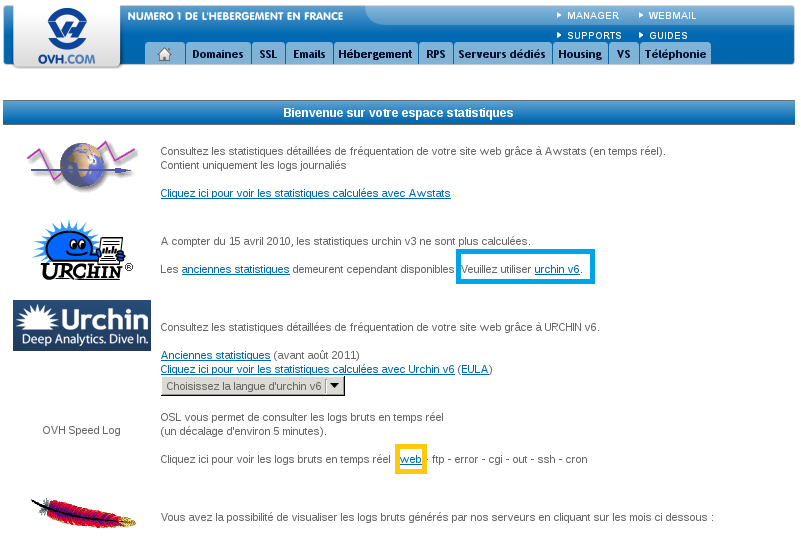 NUMERO 1 DE L'HEBERGEMENT EN FRANCE
MANAGER
WEBMAIL
SUPPORTS
GUIDES
OVH.COM
Domaines
SSL
Emails
Hébergement
RPS
Serveurs dédiés
Housing
VS
Téléphonie
Bienvenue sur votre espace statistiques
Consultez les statistiques détaillées de fréquentation de votre site web grâce à Awstats (en temps réel).
Contient uniquement les logs journaliés
Cliquez ici pour voir les statistiques calculées avec Awstats
URCHIN®
A compter du 15 avril 2010, les statistiques urchin v3 ne sont plus calculées.
Les anciennes statistiques demeurent cependant disponibles Veuillez utiliser urchin v6.
Urchin
Deep Analytics. Dive In.
Consultez les statistiques détaillées de fréquentation de votre site web grâce à URCHIN v6.
Anciennes statistiques (avant août 2011)
Cliquez ici pour voir les statistiques calculées avec Urchin v6 (EULA)
Choisissez la langue d'urchin v6
OVH Speed Log
OSL vous permet de consulter les logs bruts en temps réel
(un décalage d'environ 5 minutes).
Cliquez ici pour voir les logs bruts en temps réel web - ftp - error - cgi - out - ssh - cron
Vous avez la possibilité de visualiser les logs bruts générés par nos serveurs en cliquant sur les mois ci dessous :